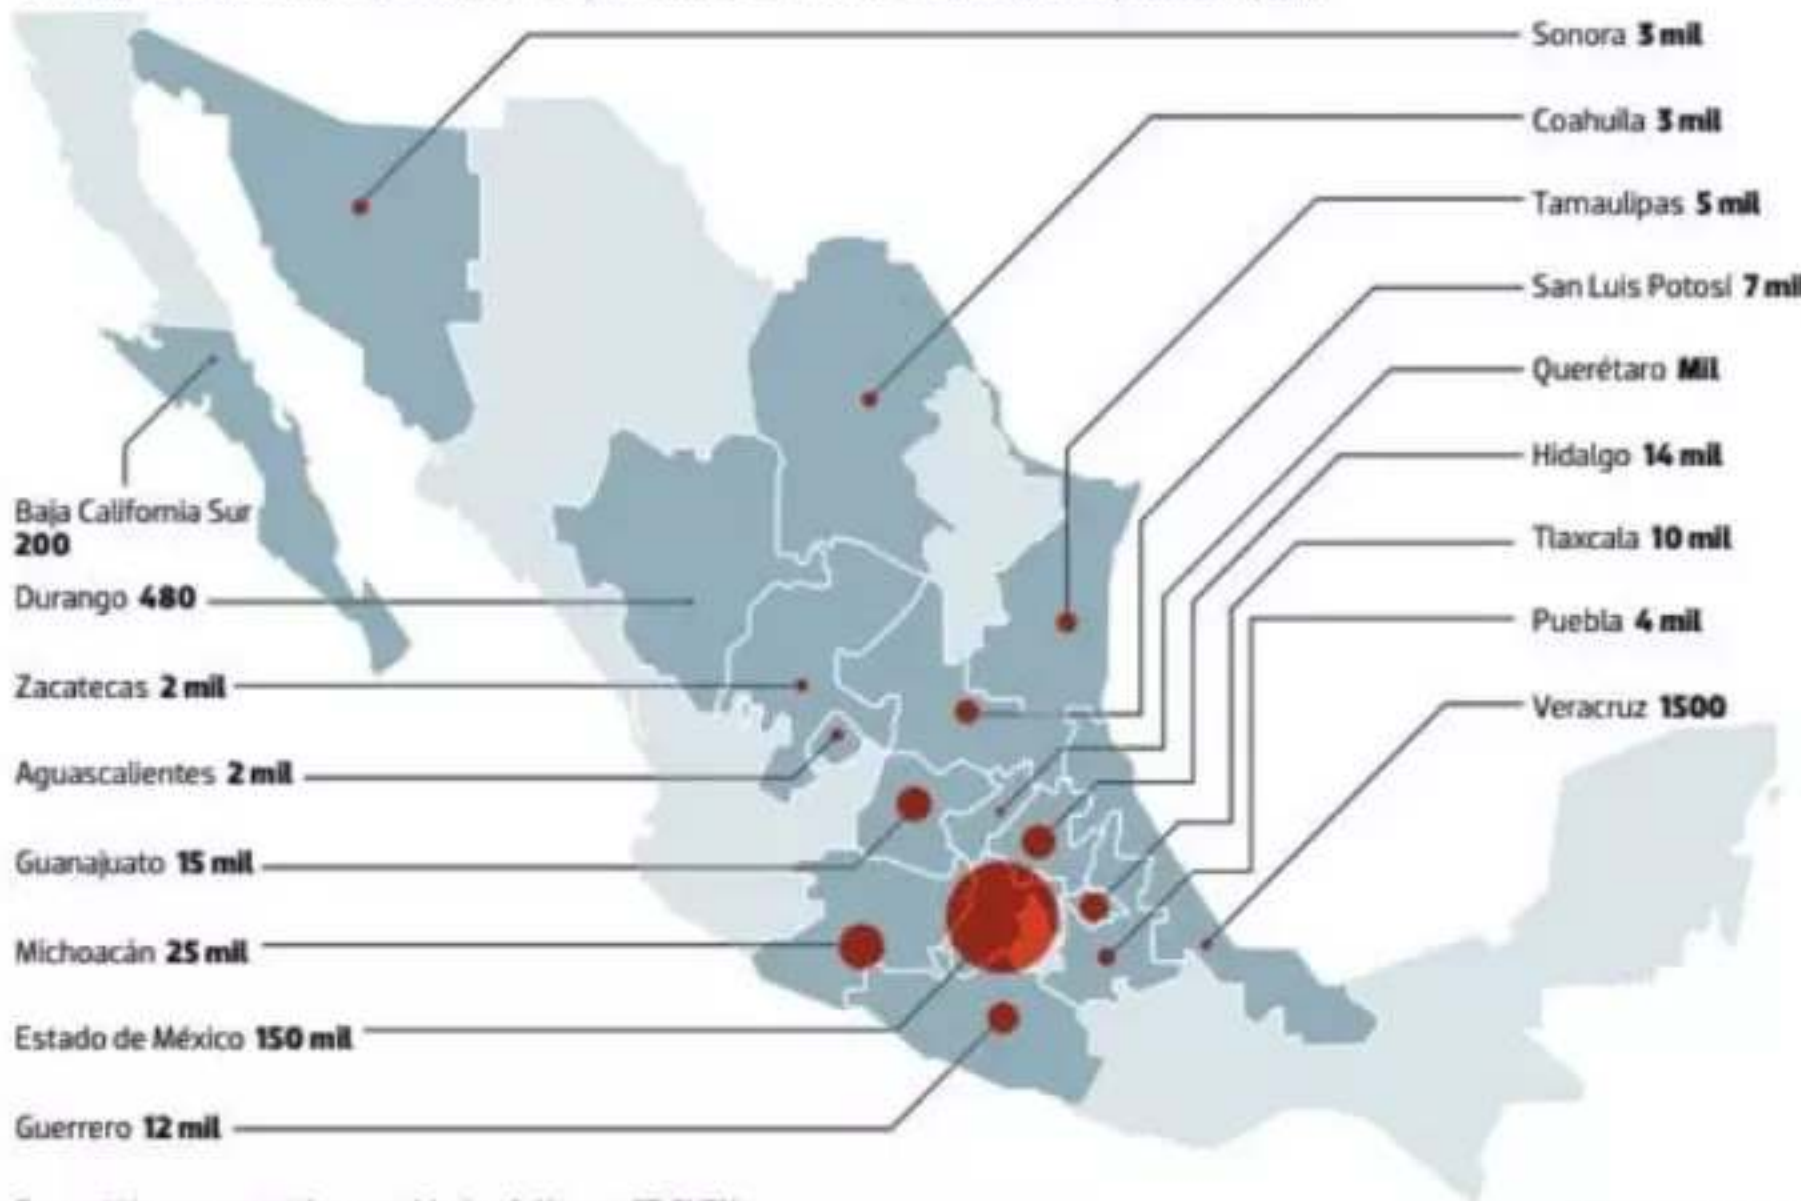 Sonora 3 mil
Coahuila 3 mil
Tamaulipas 5 mil
San Luis Potosí 7 mil
Querétaro Mil
Hidalgo 14 mil
Tlaxcala 10 mil
Puebla 4 mil
Veracruz 1500
Baja California Sur
200
Durango 480
Zacatecas 2 mil
Aguascalientes 2 mil
Guanajuato 15 mil
Michoacán 25 mil
Estado de México 150 mil
Guerrero 12 mil